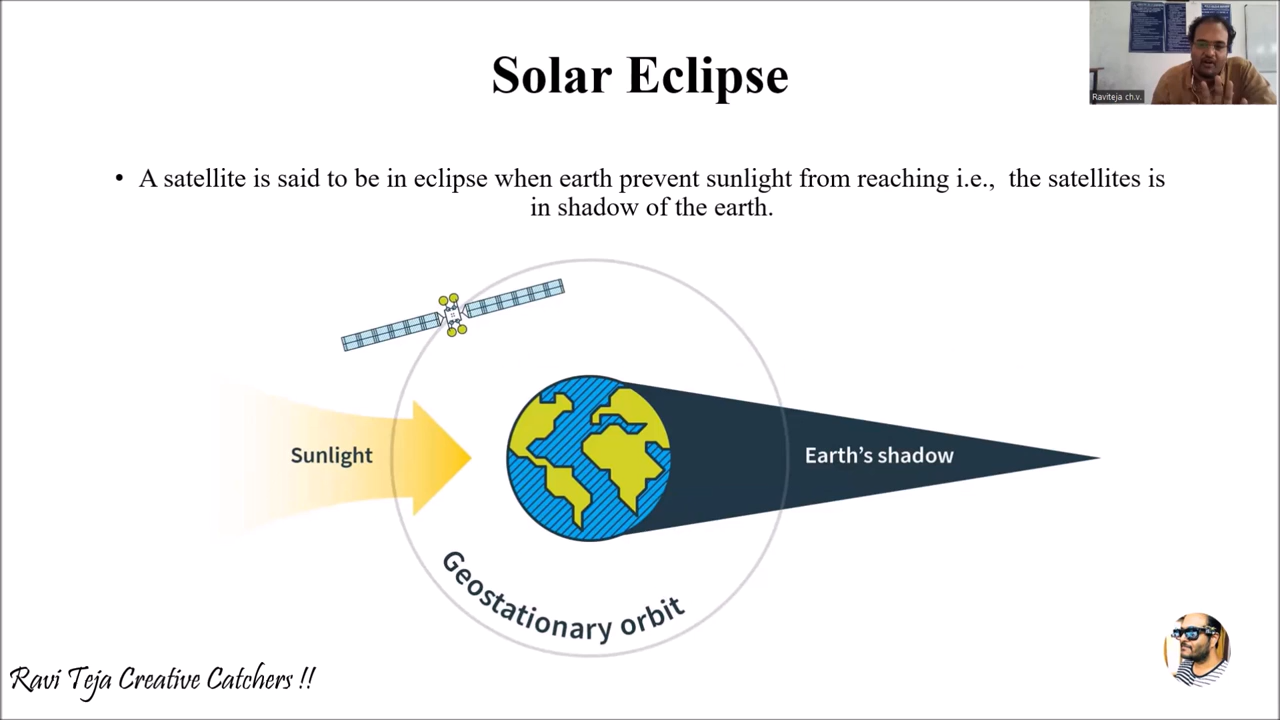 Solar Eclipse
Raviteja ch.v.
• A satellite is said to be in eclipse when earth prevent sunlight from reaching i.e., the satellites is
in shadow of the earth.
Sunlight
Earth's shadow
Geostationary orbit
Ravi Teja Creative Catchers !!